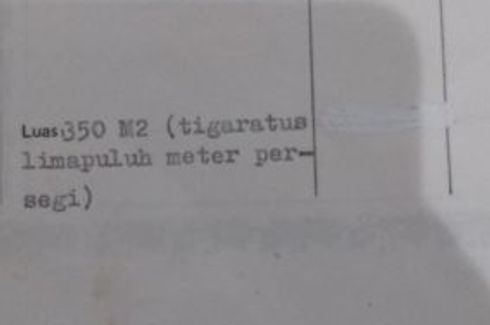 Luas:350 M2 (tigaratus
limapuluh meter per-
segi)